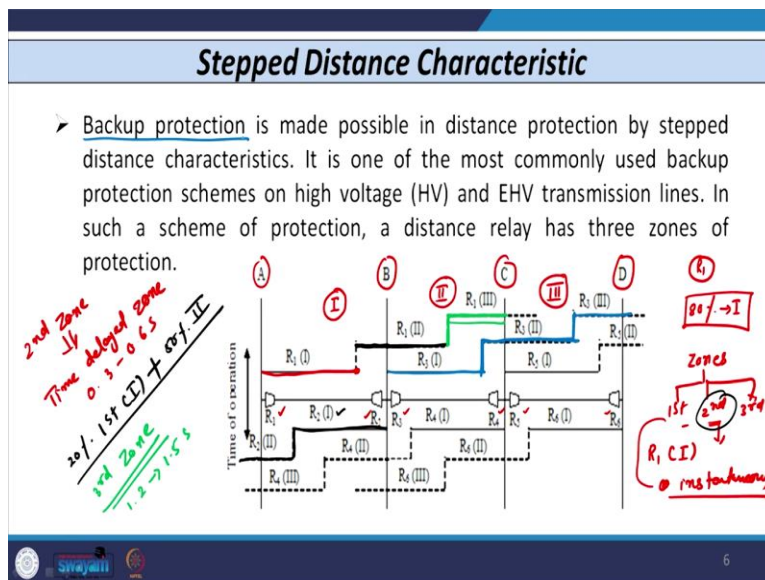 Stepped Distance Characteristic
➤ Backup protection is made possible in distance protection by stepped
distance characteristics. It is one of the most commonly used backup
protection schemes on high voltage (HV) and EHV transmission lines. In
such a scheme of protection, a distance relay has three zones of
protection.
A B C D
I II III
R₁
80 % → I
Zones
1st 2nd 3rd
R₁ (I)
instantaneous
2nd Zone
Time delayed zone
0.3 - 0.6 s
20 % 1st (I) + 50 % II
3rd Zone
1.2 → 1.5 s
Time of operation
R₁ (III) R₃ (III)
R₁ (II) R₃ (II) R₅ (II)
R₁ (I) R₃ (I) R₅ (I)
R₁ R₂ R₃ R₄ R₅ R₆
R₂ (I) R₄ (I) R₆ (I)
R₂ (II) R₄ (II) R₆ (II)
R₄ (III) R₆ (III)
swayam
6